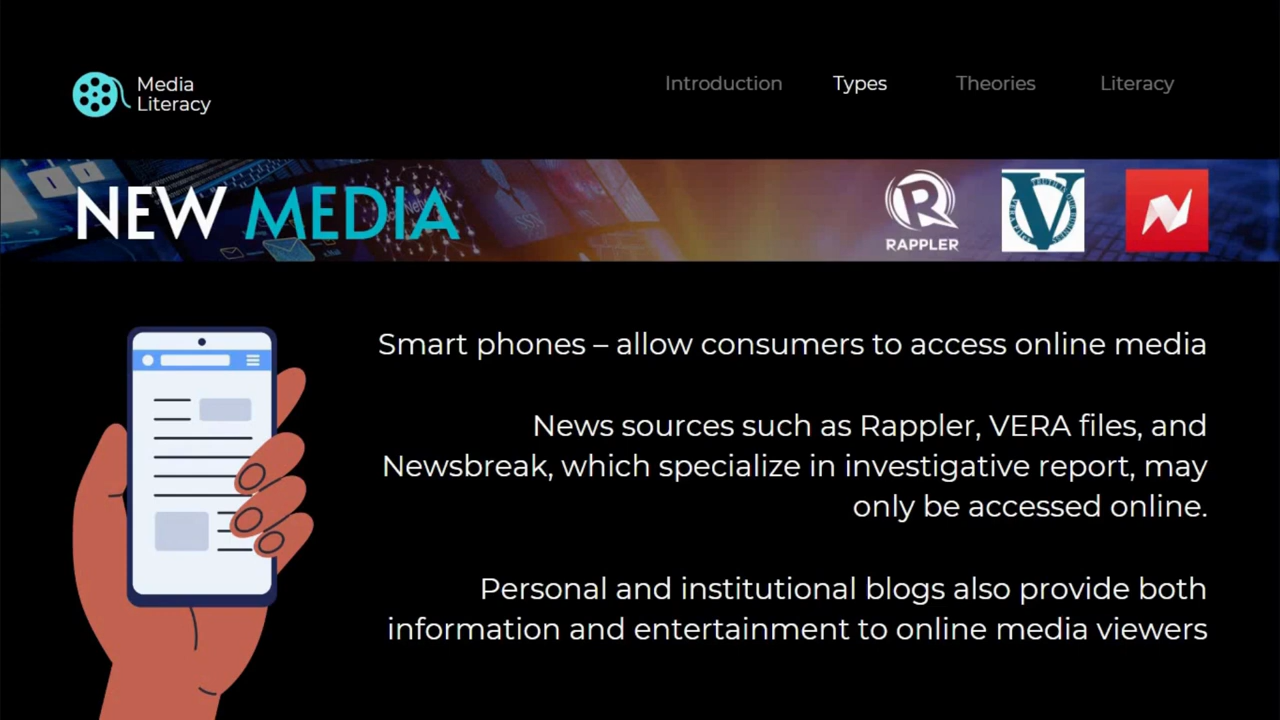 Media
Literacy
Introduction
Types
Theories
Literacy
NEW MEDIA
RAPPLER
V
Smart phones – allow consumers to access online media
News sources such as Rappler, VERA files, and
Newsbreak, which specialize in investigative report, may
only be accessed online.
Personal and institutional blogs also provide both
information and entertainment to online media viewers